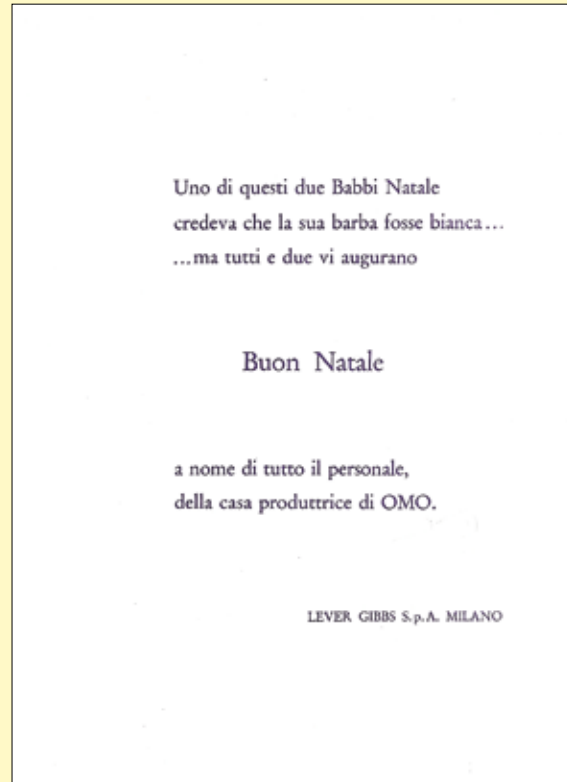 Uno di questi due Babbi Natale
credeva che la sua barba fosse bianca...
...ma tutti e due vi augurano
Buon Natale
a nome di tutto il personale,
della casa produttrice di OMO.
LEVER GIBBS S.p.A. MILANO